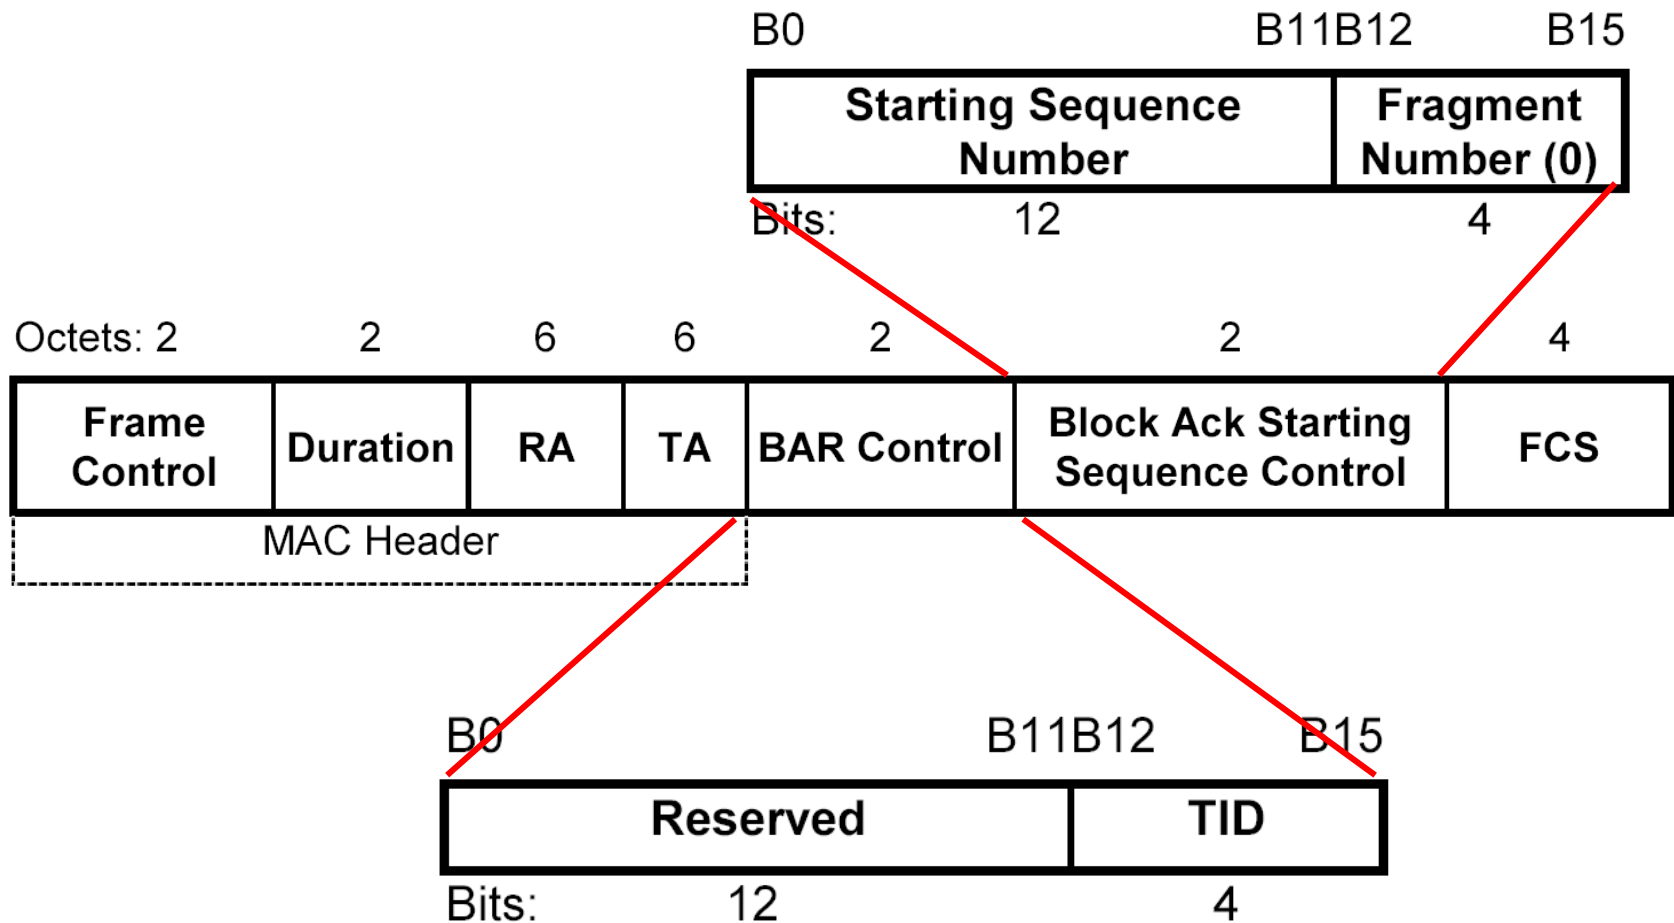 B0 B11B12 B15
Starting Sequence Number Fragment Number (0)
Bits: 12 4
Octets: 2 2 6 6 2 2 4
Frame Control Duration RA TA BAR Control Block Ack Starting Sequence Control FCS
MAC Header
B0 B11B12 B15
Reserved TID
Bits: 12 4